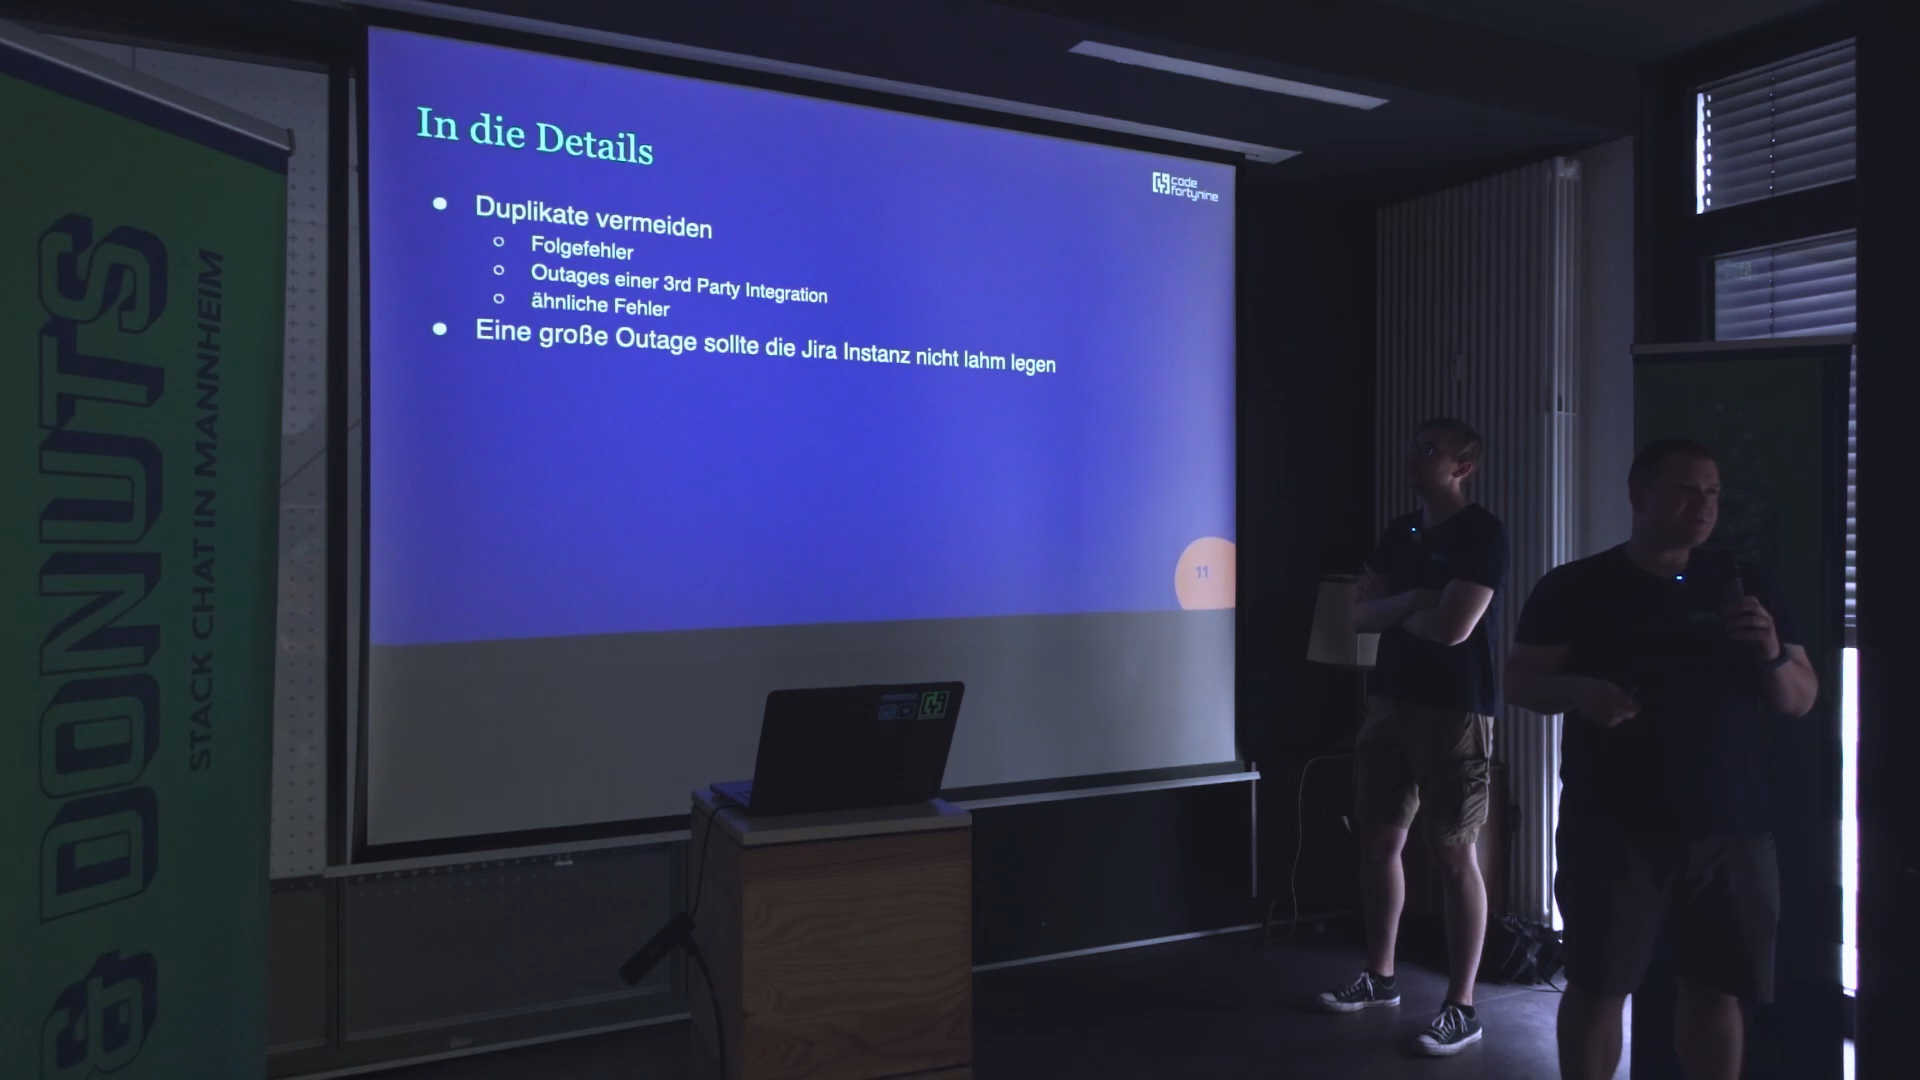 & DONUTS
STACK CHAT IN MANNHEIM
In die Details
code
fortynine
Duplikate vermeiden
Folgefehler
Outages einer 3rd Party Integration
ähnliche Fehler
Eine große Outage sollte die Jira Instanz nicht lahm legen
11